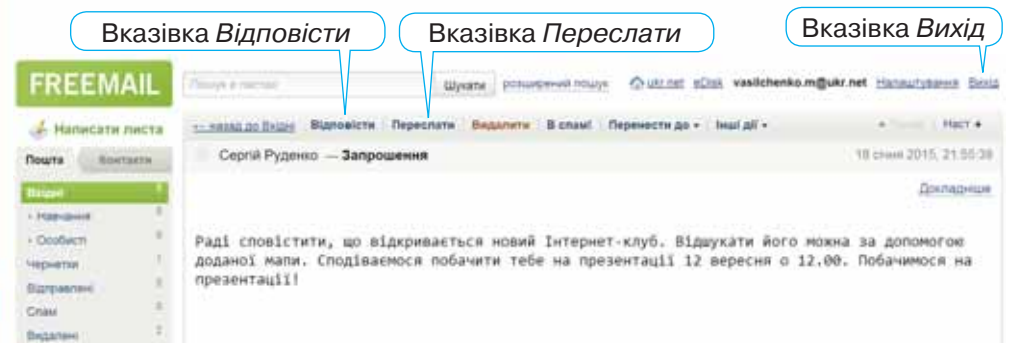 Вказівка Відповісти Вказівка Переслати Вказівка Вихід
FREEMAIL Пошук в листах Шукати розширений пошук ukr.net eDisk vasilchenko.m@ukr.net Налаштування Вихід
Написати листа ← назад до Вхідні Відповісти Переслати Видалити В спам! Перенести до Інші дії Наст
Пошта Контакти Сергій Руденко — Запрошення 18 січня 2015, 21:55:39
Вхідні Докладніше
Навчання
Особисті Раді сповістити, що відкривається новий Інтернет-клуб. Відшукати його можна за допомогою
Чернетки доданої мапи. Сподіваємося побачити тебе на презентації 12 вересня о 12.00. Побачимося на
Відправлені презентації!
Спам
Видалені